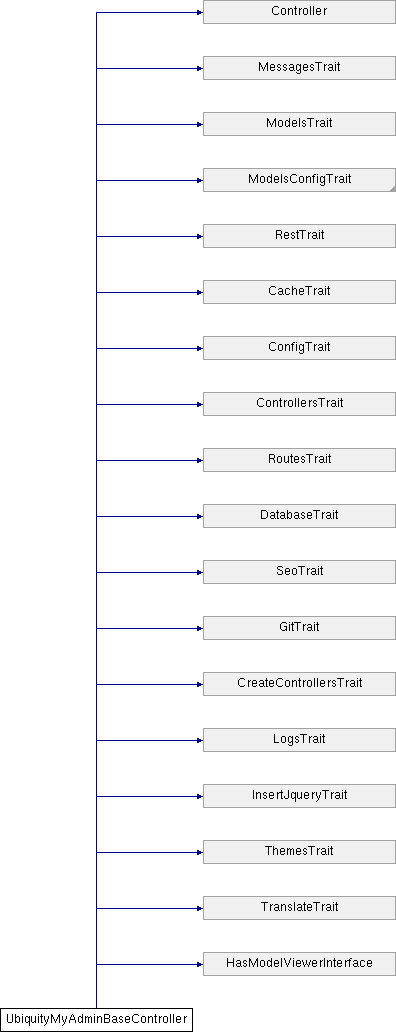 Controller
MessagesTrait
ModelsTrait
ModelsConfigTrait
RestTrait
CacheTrait
ConfigTrait
ControllersTrait
RoutesTrait
DatabaseTrait
SeoTrait
GitTrait
CreateControllersTrait
LogsTrait
InsertJqueryTrait
ThemesTrait
TranslateTrait
HasModelViewerInterface
UbiquityMyAdminBaseController